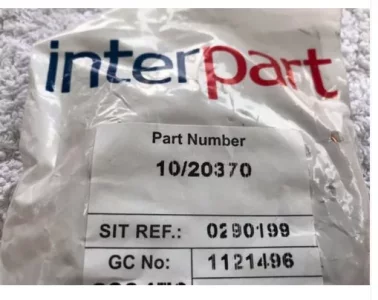 interpart
Part Number
10/20370
SIT REF.: 0290199
GC No: 1121496